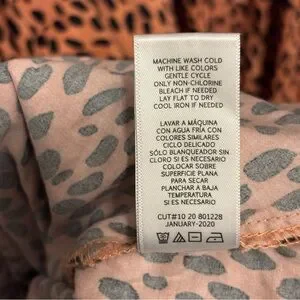 MACHINE WASH COLD
WITH LIKE COLORS
GENTLE CYCLE
ONLY NON-CHLORINE
BLEACH IF NEEDED
LAY FLAT TO DRY
COOL IRON IF NEEDED
LAVAR A MÁQUINA
CON AGUA FRÍA CON
COLORES SIMILARES
CICLO DELICADO
SÓLO BLANQUEADOR SIN
CLORO SI ES NECESARIO
COLOCAR SOBRE
SUPERFICIE PLANA
PARA SECAR
PLANCHAR A BAJA
TEMPERATURA
SI ES NECESARIO
CUT#10 20 801228
JANUARY-2020